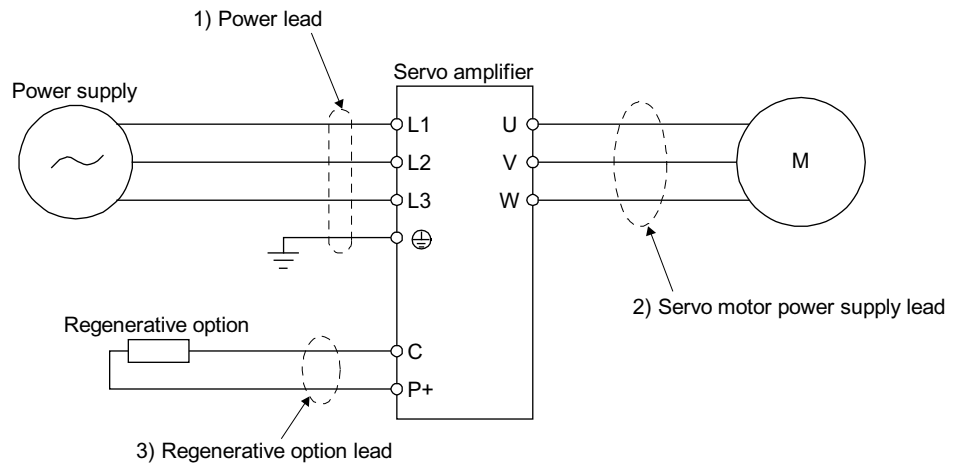 1) Power lead
Servo amplifier
Power supply
L1
L2
L3
U
V
W
M
2) Servo motor power supply lead
Regenerative option
C
P+
3) Regenerative option lead